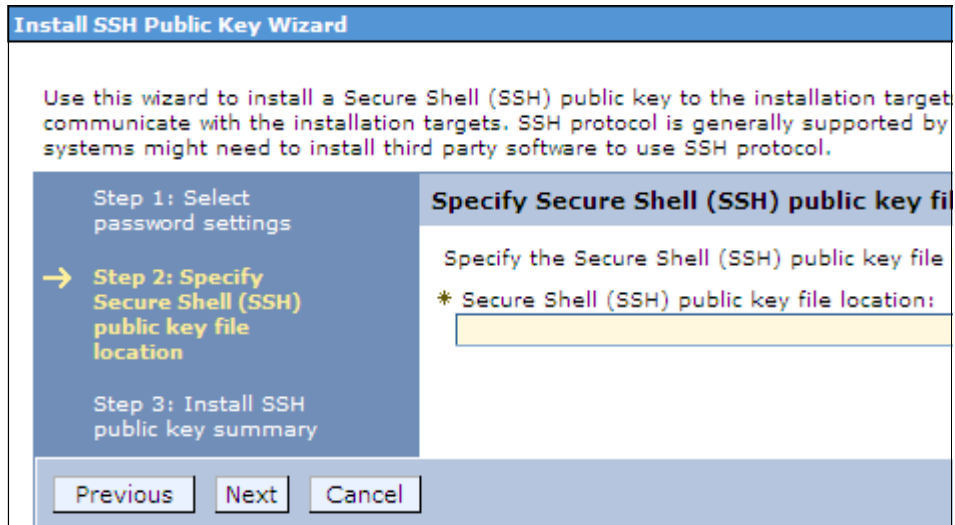 Install SSH Public Key Wizard
Use this wizard to install a Secure Shell (SSH) public key to the installation target
communicate with the installation targets. SSH protocol is generally supported by
systems might need to install third party software to use SSH protocol.
Step 1: Select
password settings
Step 2: Specify
Secure Shell (SSH)
public key file
location
Step 3: Install SSH
public key summary
Specify Secure Shell (SSH) public key fil
Specify the Secure Shell (SSH) public key file
* Secure Shell (SSH) public key file location:
Previous Next Cancel